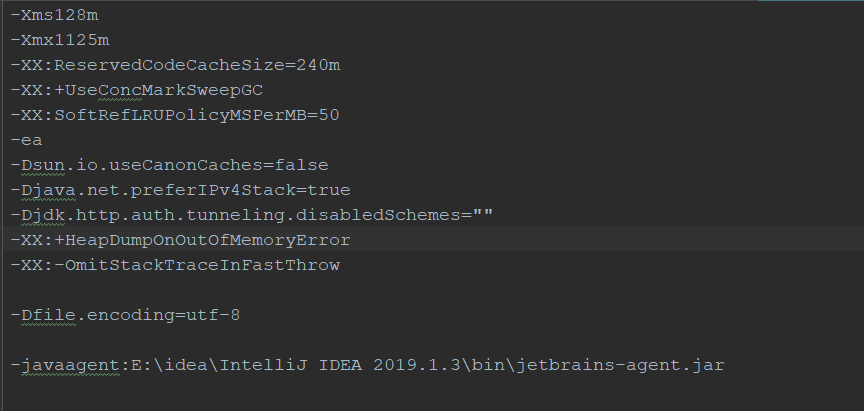 -Xms128m
-Xmx1125m
-XX:ReservedCodeCacheSize=240m
-XX:+UseConcMarkSweepGC
-XX:SoftRefLRUPolicyMSPerMB=50
-ea
-Dsun.io.useCanonCaches=false
-Djava.net.preferIPv4Stack=true
-Djdk.http.auth.tunneling.disabledSchemes=""
-XX:+HeapDumpOnOutOfMemoryError
-XX:-OmitStackTraceInFastThrow
-Dfile.encoding=utf-8
-javaagent:E:\idea\IntelliJ IDEA 2019.1.3\bin\jetbrains-agent.jar